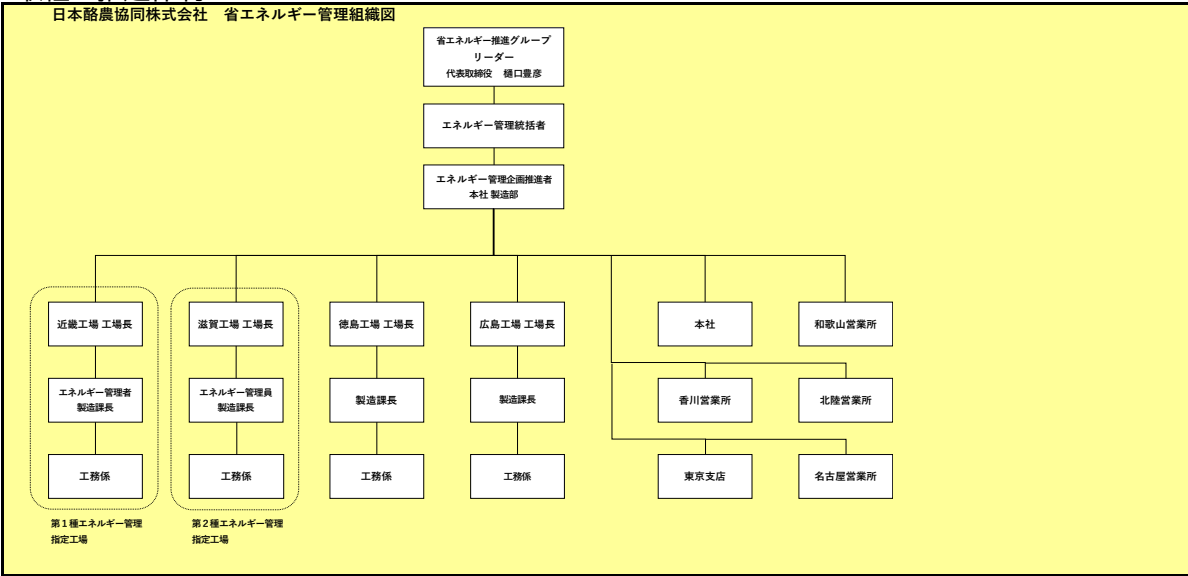 日本酪農協同株式会社　省エネルギー管理組織図
省エネルギー推進グループ
リーダー
代表取締役　樋口豊彦
エネルギー管理統括者
エネルギー管理企画推進者
本社 製造部
近畿工場 工場長
滋賀工場 工場長
徳島工場 工場長
広島工場 工場長
本社
和歌山営業所
エネルギー管理者
製造課長
エネルギー管理員
製造課長
製造課長
製造課長
香川営業所
北陸営業所
工務係
工務係
工務係
工務係
東京支店
名古屋営業所
第１種エネルギー管理
指定工場
第２種エネルギー管理
指定工場